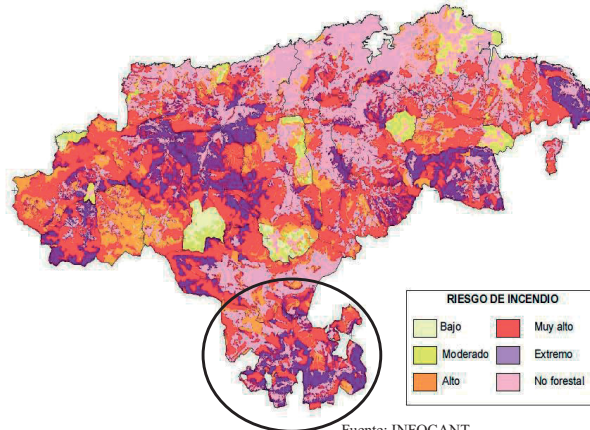 RIESGO DE INCENDIO
Bajo
Muy alto
Moderado
Extremo
Alto
No forestal
Fuente: INFOCANT